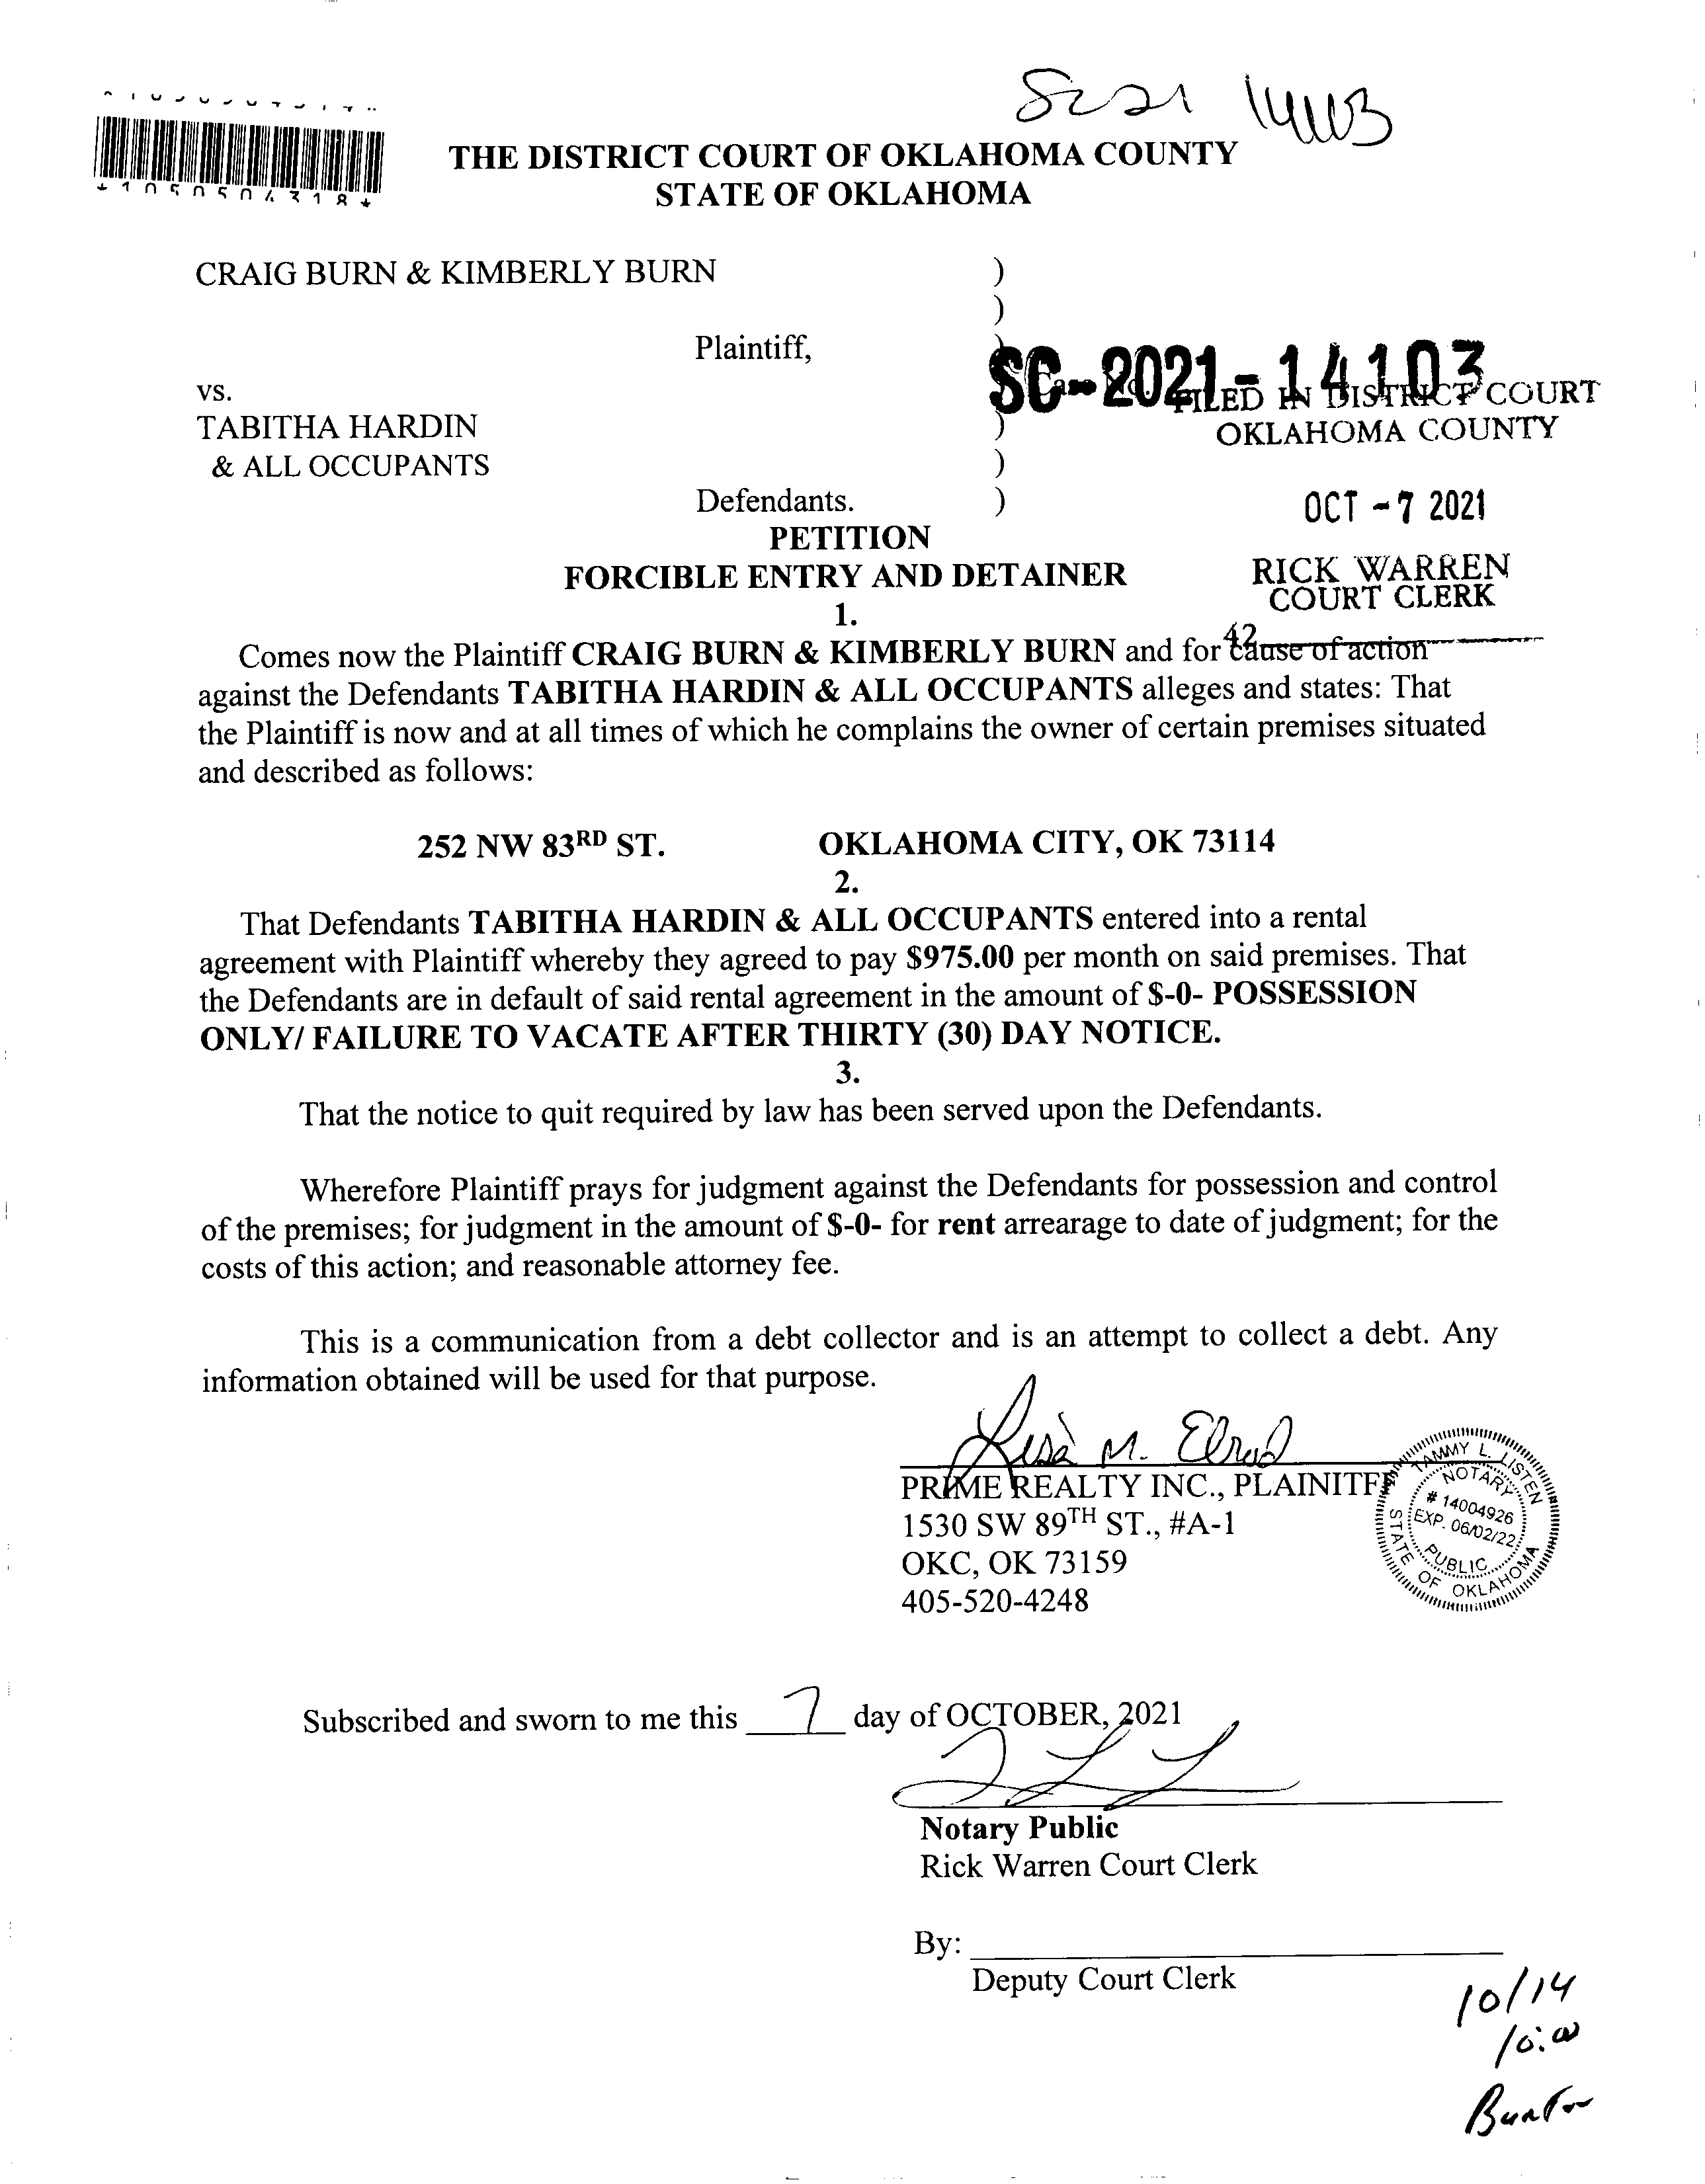 SC21 14103
*1050504318*
THE DISTRICT COURT OF OKLAHOMA COUNTY
STATE OF OKLAHOMA
CRAIG BURN & KIMBERLY BURN )
)
Plaintiff, )
SC-2021-14103
vs.
FILED IN DISTRICT COURT
TABITHA HARDIN )
OKLAHOMA COUNTY
& ALL OCCUPANTS )
Defendants. )
OCT -7 2021
PETITION
FORCIBLE ENTRY AND DETAINER
RICK WARREN
COURT CLERK
1.
42
Comes now the Plaintiff CRAIG BURN & KIMBERLY BURN and for cause of action
against the Defendants TABITHA HARDIN & ALL OCCUPANTS alleges and states: That
the Plaintiff is now and at all times of which he complains the owner of certain premises situated
and described as follows:
252 NW 83RD ST. OKLAHOMA CITY, OK 73114
2.
That Defendants TABITHA HARDIN & ALL OCCUPANTS entered into a rental
agreement with Plaintiff whereby they agreed to pay $975.00 per month on said premises. That
the Defendants are in default of said rental agreement in the amount of $-0- POSSESSION
ONLY/ FAILURE TO VACATE AFTER THIRTY (30) DAY NOTICE.
3.
That the notice to quit required by law has been served upon the Defendants.
Wherefore Plaintiff prays for judgment against the Defendants for possession and control
of the premises; for judgment in the amount of $-0- for rent arrearage to date of judgment; for the
costs of this action; and reasonable attorney fee.
This is a communication from a debt collector and is an attempt to collect a debt. Any
information obtained will be used for that purpose.
Lisa M. Elrod
PRIME REALTY INC., PLAINITFF
1530 SW 89TH ST., #A-1
OKC, OK 73159
405-520-4248
TAMMY L. LISTEN
NOTARY
# 14004926
EXP. 06/02/22
PUBLIC
STATE OF OKLAHOMA
Subscribed and sworn to me this 7 day of OCTOBER, 2021
Notary Public
Rick Warren Court Clerk
By:
Deputy Court Clerk
10/14
10:00